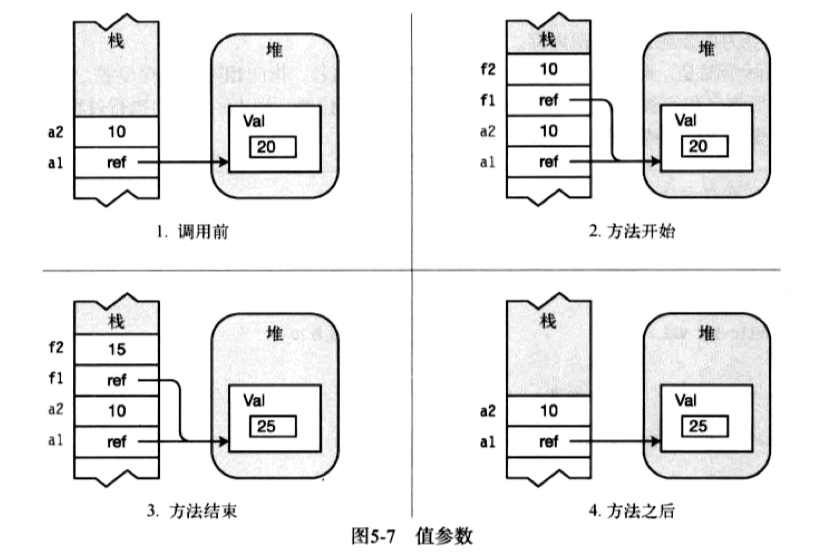 栈
堆
a2 10
a1 ref
Val
20
1. 调用前
栈
堆
f2 10
f1 ref
a2 10
a1 ref
Val
20
2. 方法开始
栈
堆
f2 15
f1 ref
a2 10
a1 ref
Val
25
3. 方法结束
栈
堆
a2 10
a1 ref
Val
25
4. 方法之后
图5-7 值参数